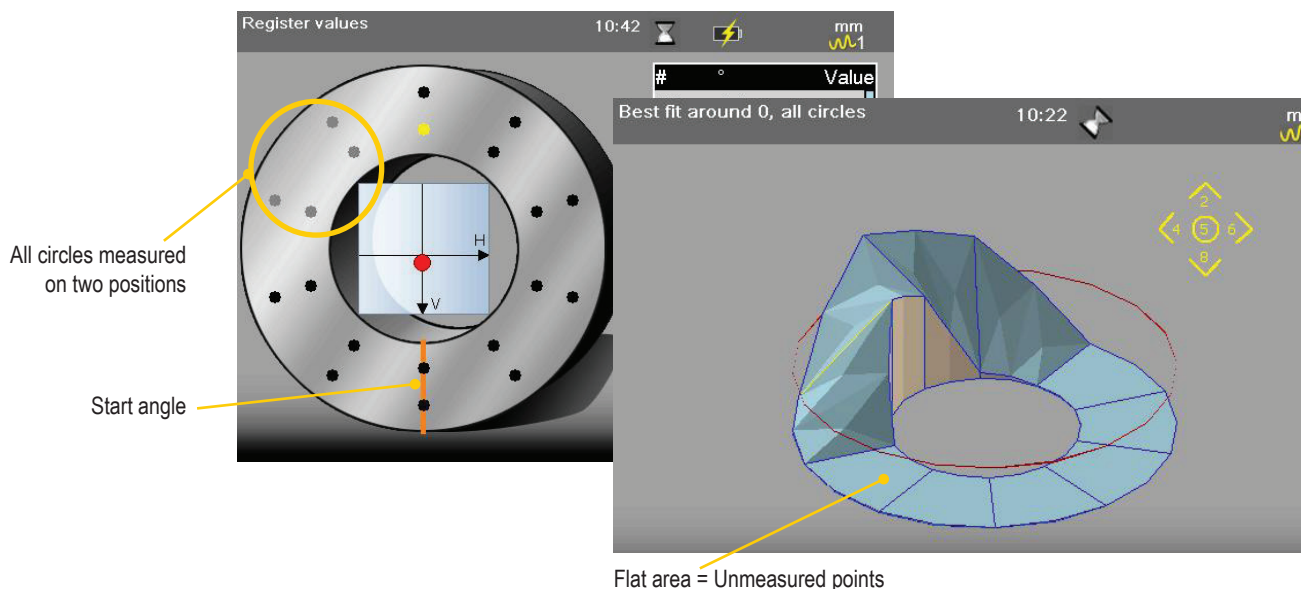 Register values
10:42
mm
1
# ° Value
Best fit around 0, all circles
10:22
m
2
4 5 6
8
H
V
All circles measured
on two positions
Start angle
Flat area = Unmeasured points